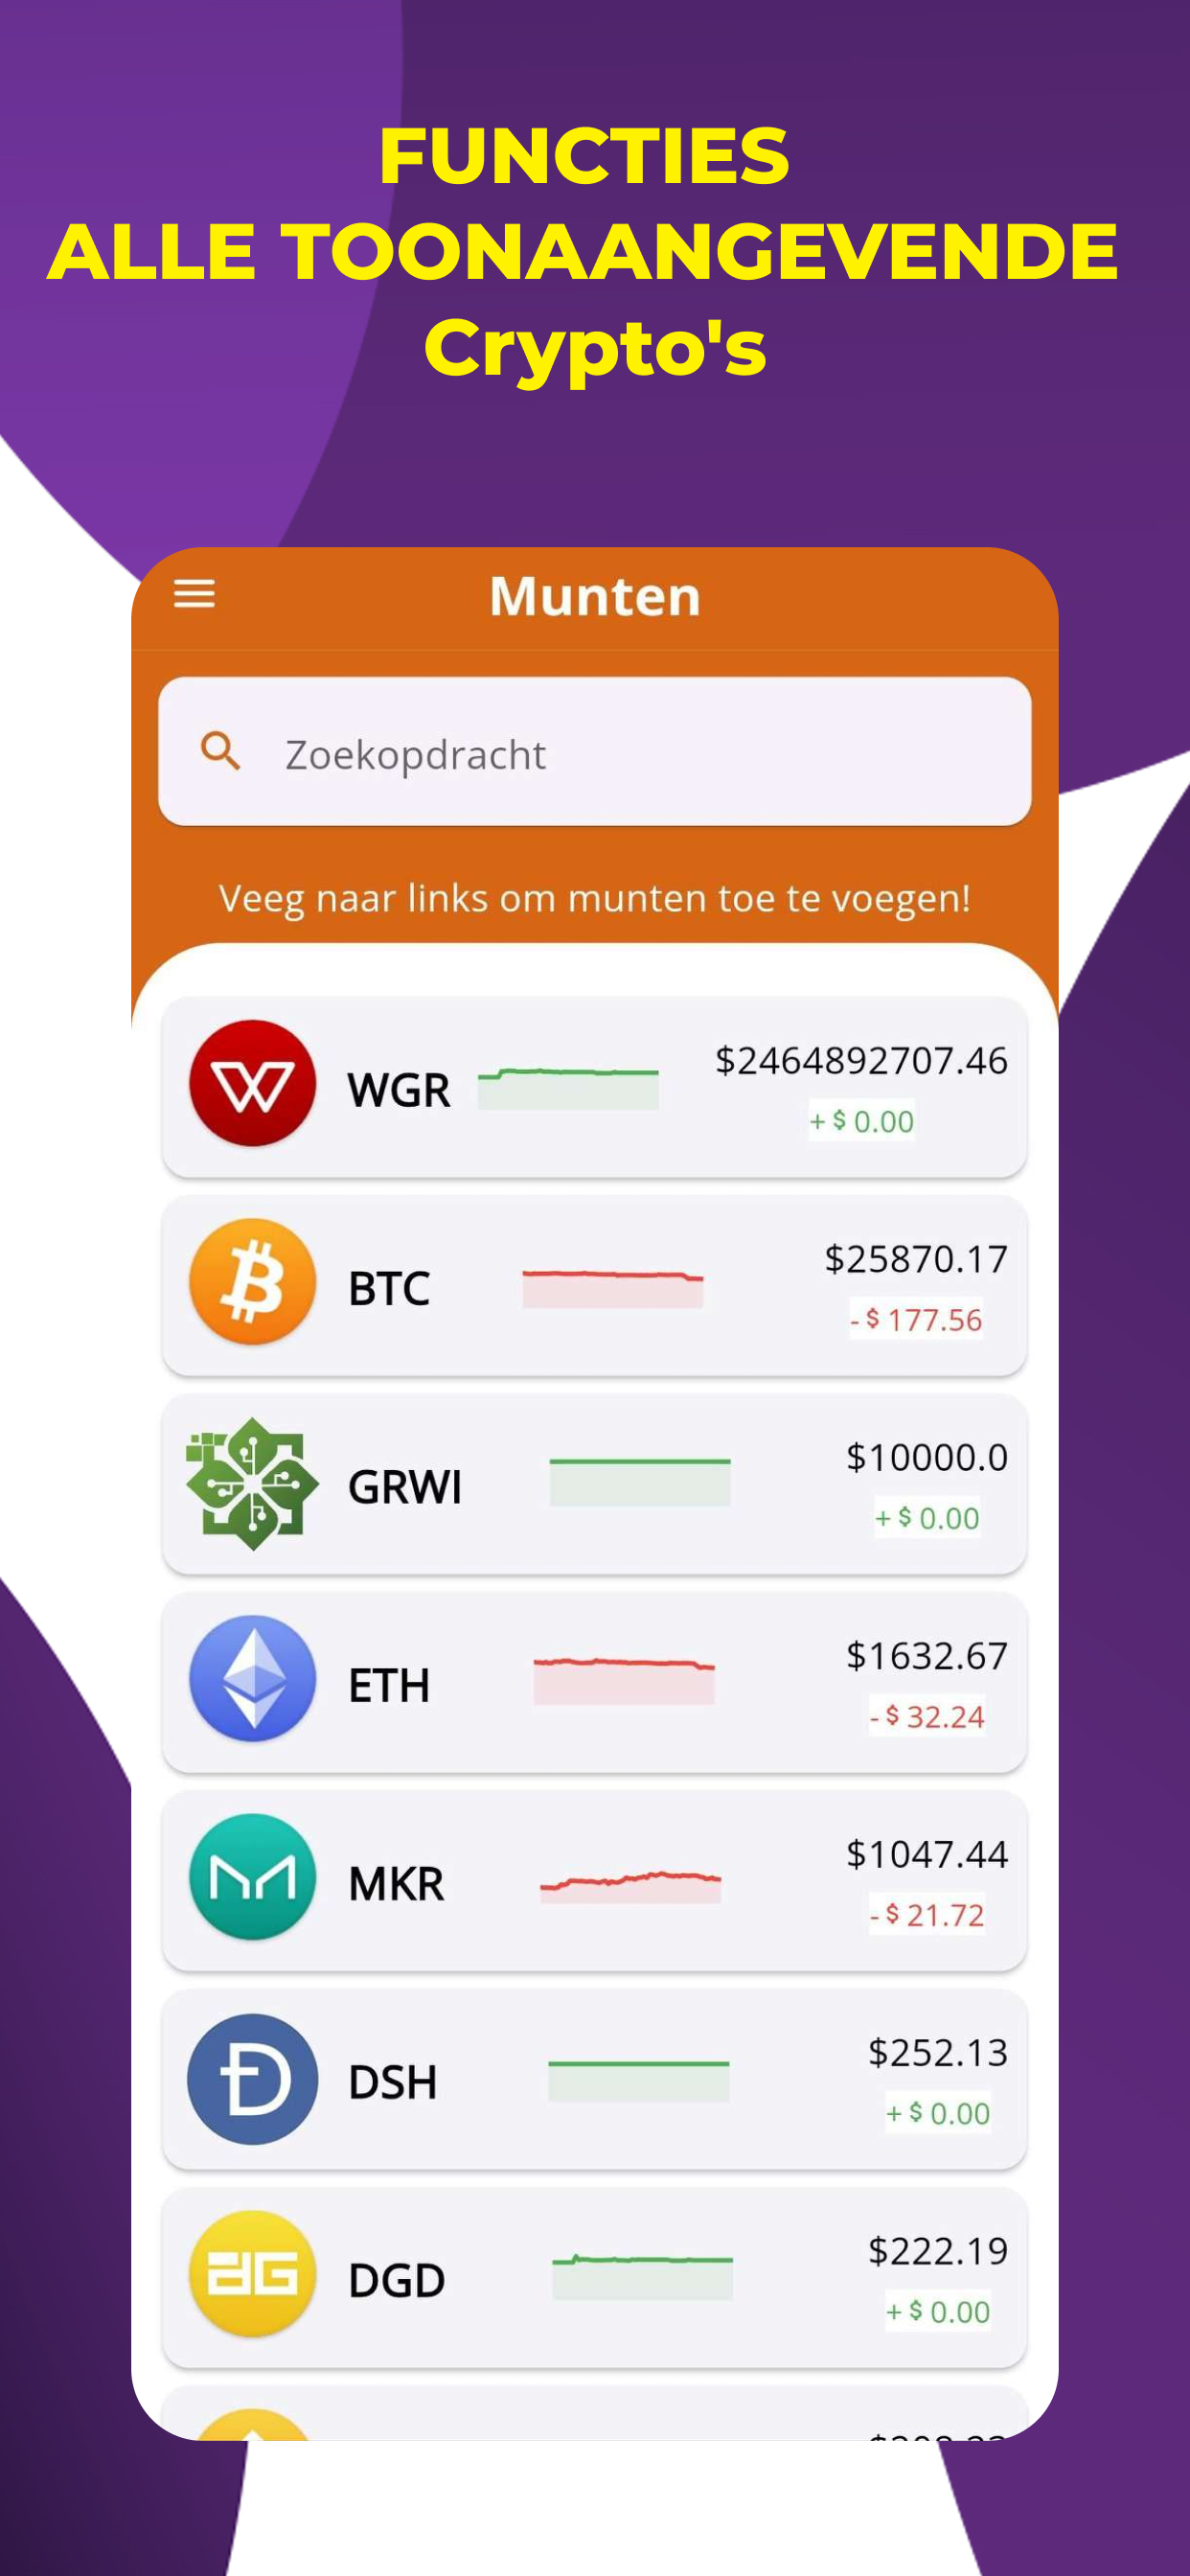 FUNCTIES
ALLE TOONAANGEVENDE
Crypto's
Munten
Zoekopdracht
Veeg naar links om munten toe te voegen!
WGR
$2464892707.46
+ $ 0.00
BTC
$25870.17
- $ 177.56
GRWI
$10000.0
+ $ 0.00
ETH
$1632.67
- $ 32.24
MKR
$1047.44
- $ 21.72
DSH
$252.13
+ $ 0.00
DGD
$222.19
+ $ 0.00